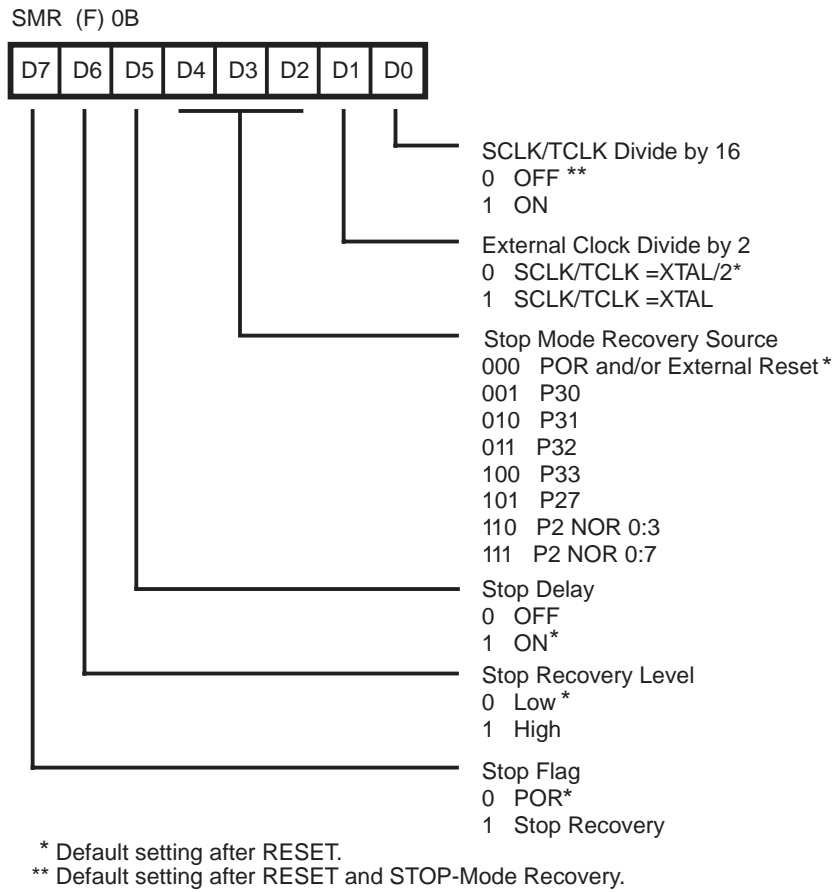 SMR (F) 0B
D7 D6 D5 D4 D3 D2 D1 D0
SCLK/TCLK Divide by 16
0 OFF **
1 ON
External Clock Divide by 2
0 SCLK/TCLK =XTAL/2*
1 SCLK/TCLK =XTAL
Stop Mode Recovery Source
000 POR and/or External Reset *
001 P30
010 P31
011 P32
100 P33
101 P27
110 P2 NOR 0:3
111 P2 NOR 0:7
Stop Delay
0 OFF
1 ON*
Stop Recovery Level
0 Low *
1 High
Stop Flag
0 POR*
1 Stop Recovery
* Default setting after RESET.
** Default setting after RESET and STOP-Mode Recovery.